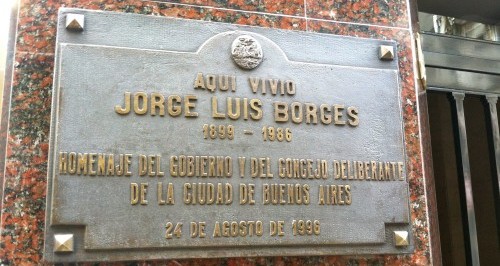 AQUI VIVIO
JORGE LUIS BORGES
1899 - 1986
HOMENAJE DEL GOBIERNO Y DEL CONCEJO DELIBERANTE
DE LA CIUDAD DE BUENOS AIRES
24 DE AGOSTO DE 1996